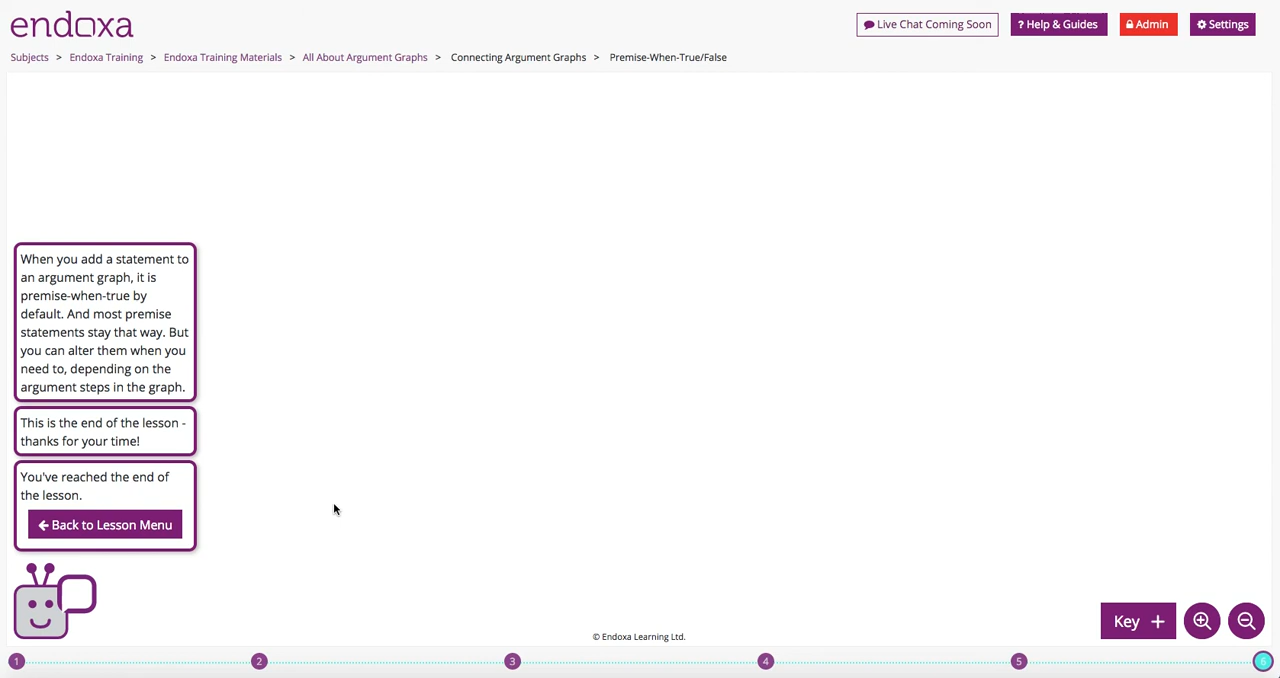 endoxa
Live Chat Coming Soon
? Help & Guides
Admin
Settings
Subjects > Endoxa Training > Endoxa Training Materials > All About Argument Graphs > Connecting Argument Graphs > Premise-When-True/False
When you add a statement to
an argument graph, it is
premise-when-true by
default. And most premise
statements stay that way. But
you can alter them when you
need to, depending on the
argument steps in the graph.
This is the end of the lesson -
thanks for your time!
You've reached the end of
the lesson.
Back to Lesson Menu
Key +
© Endoxa Learning Ltd.
1 2 3 4 5 6